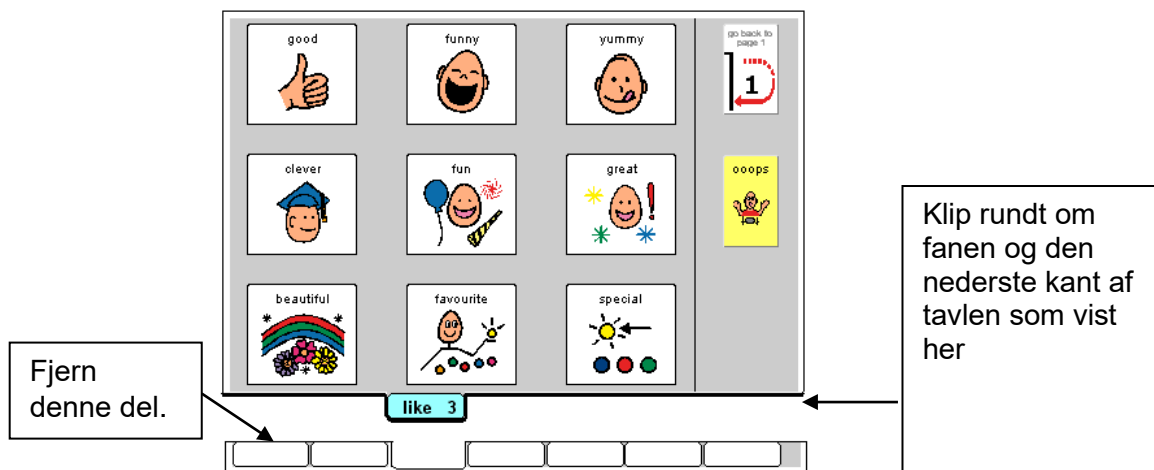 good funny yummy go back to
page 1
1
clever fun great ooops
beautiful favourite special
like 3
Fjern
denne del.
Klip rundt om
fanen og den
nederste kant af
tavlen som vist
her